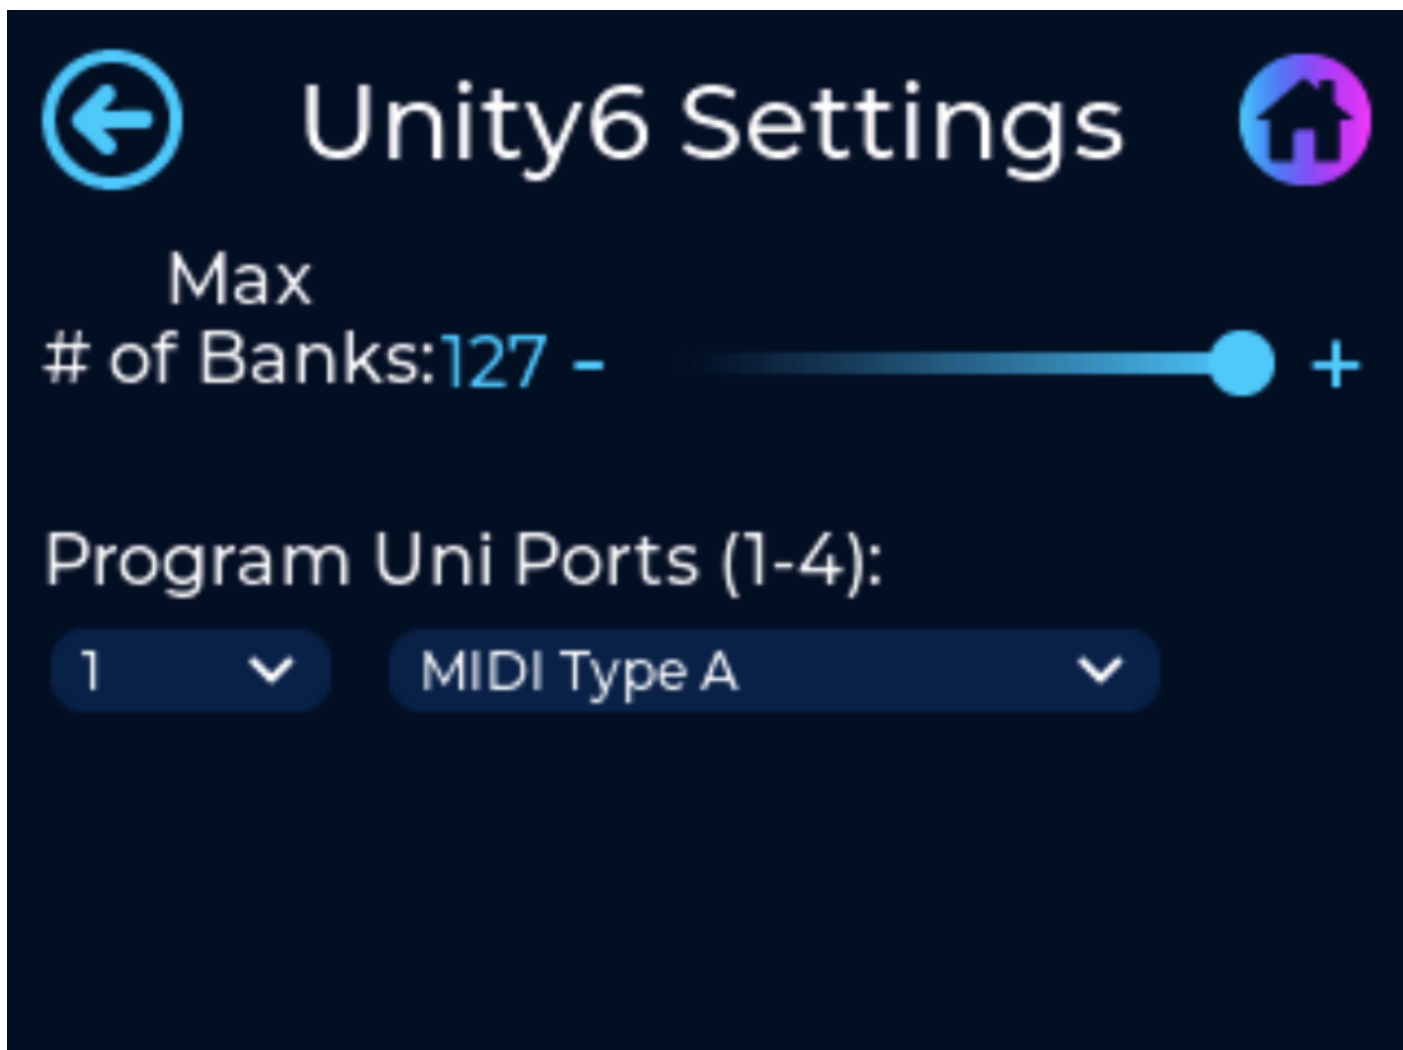 Unity6 Settings
Max
# of Banks:127 - +
Program Uni Ports (1-4):
1 MIDI Type A